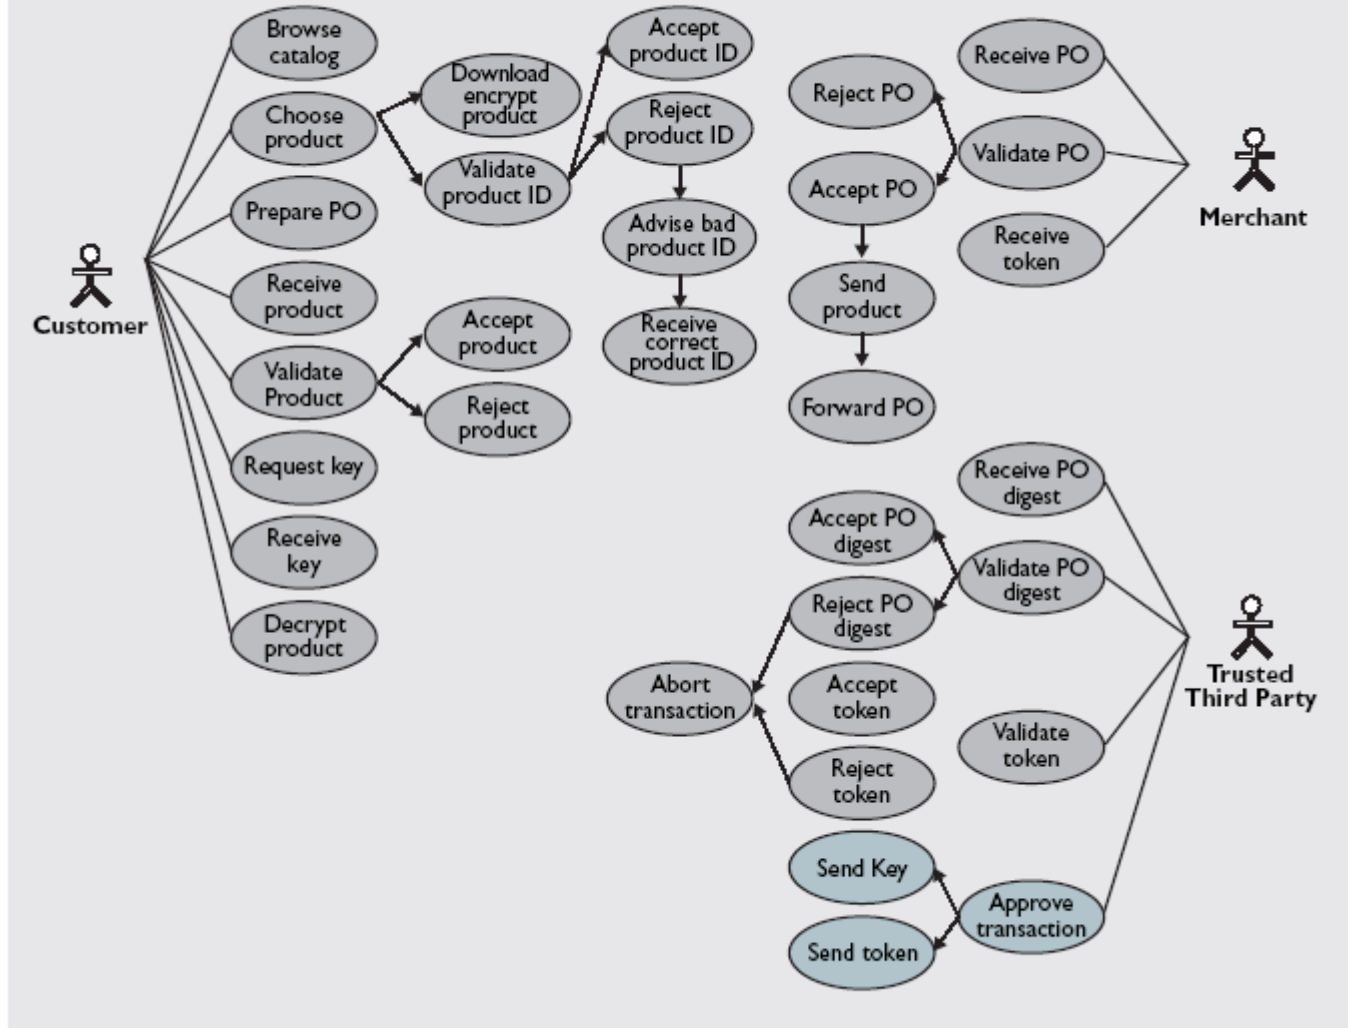 Browse
catalog
Choose
product
Prepare PO
Receive
product
Validate
Product
Request key
Receive
key
Decrypt
product
Customer
Download
encrypt
product
Validate
product ID
Accept
product
Reject
product
Accept
product ID
Reject
product ID
Advise bad
product ID
Receive
correct
product ID
Reject PO
Accept PO
Send
product
Forward PO
Receive PO
Validate PO
Receive
token
Merchant
Accept PO
digest
Reject PO
digest
Abort
transaction
Accept
token
Reject
token
Send Key
Send token
Receive PO
digest
Validate PO
digest
Validate
token
Approve
transaction
Trusted
Third Party